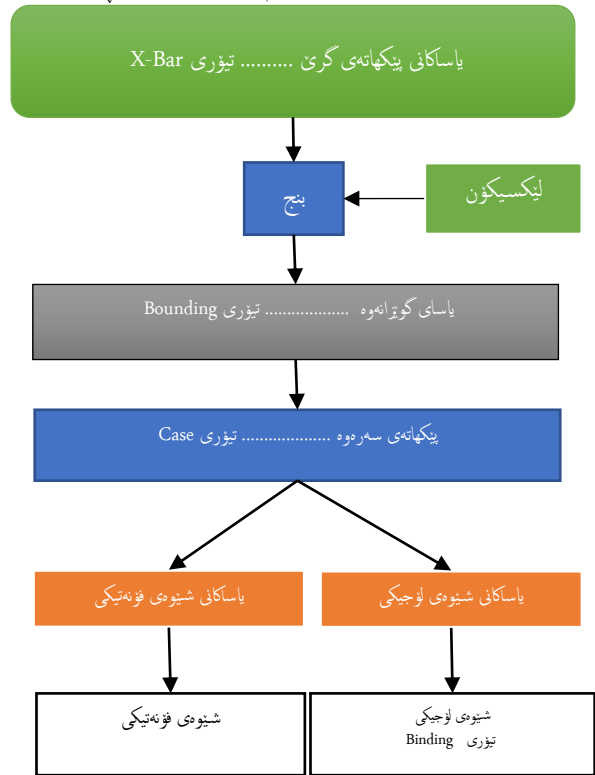 یاساکانی پێکهاتەی گرێ .......... تیۆری X-Bar
بنج
لێکسیکۆن
یاسای گوێزانەوە ................... تیۆری Bounding
پێکهاتەی سەرەوە .................... تیۆری Case
یاساکانی شێوەی لۆجیکی
یاساکانی شێوەی فۆنەتیکی
شێوەی لۆجیکی
تیۆری Binding
شێوەی فۆنەتیکی